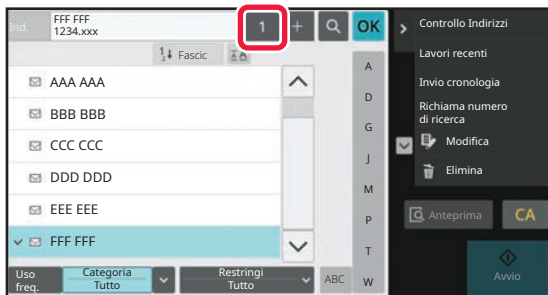 Ind.
FFF FFF
1234.xxx
1
+
OK
Fascic
AAA AAA
BBB BBB
CCC CCC
DDD DDD
EEE EEE
FFF FFF
A
D
G
J
M
P
T
W
Uso
freq.
Categoria
Tutto
Restringi
Tutto
ABC
Controllo Indirizzi
Lavori recenti
Invio cronologia
Richiama numero
di ricerca
Modifica
Elimina
Anteprima
CA
Avvio